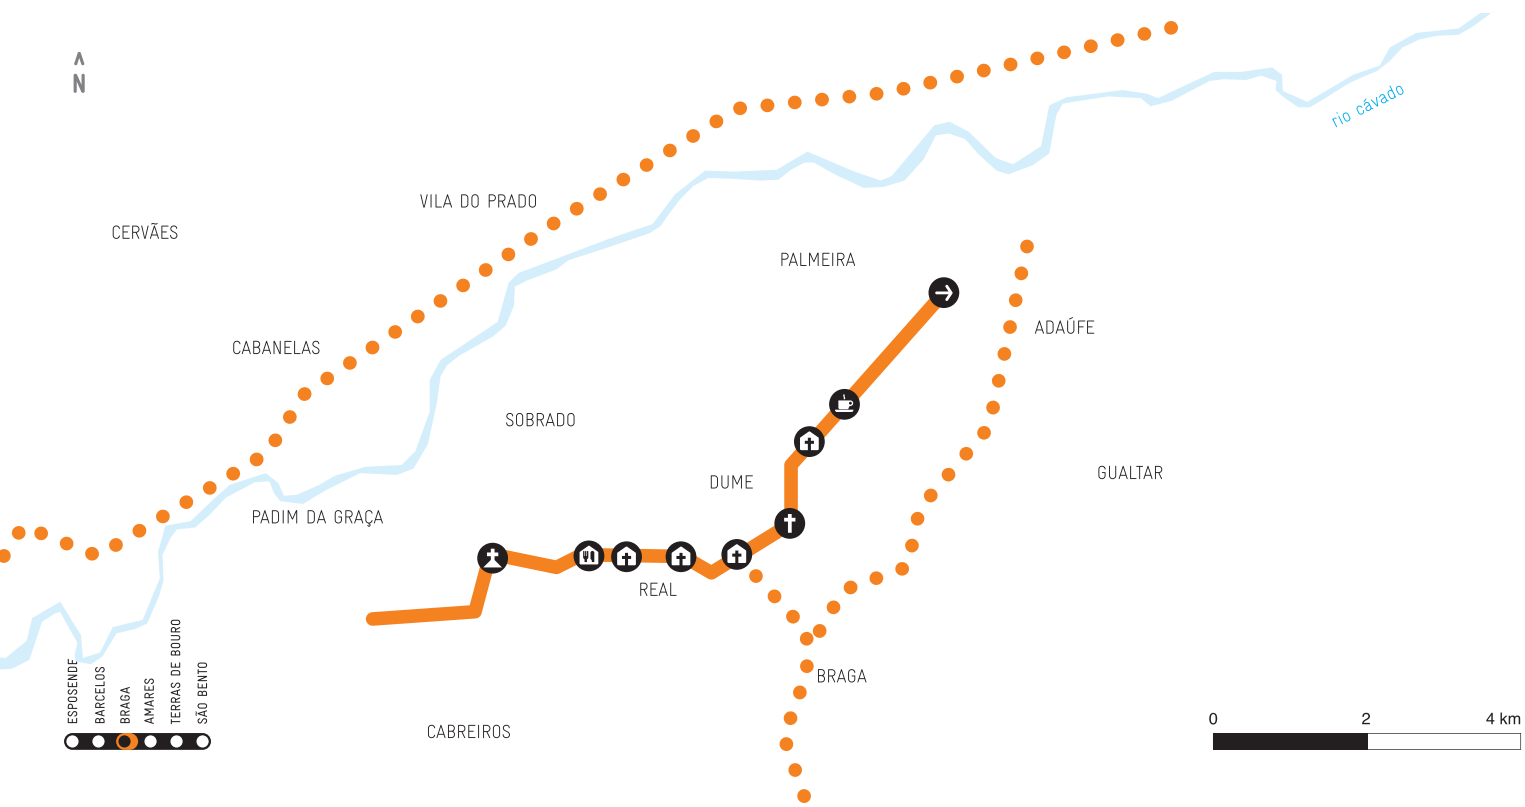 N
rio cávado
VILA DO PRADO
CERVÃES
PALMEIRA
ADAÚFE
CABANELAS
SOBRADO
GUALTAR
DUME
PADIM DA GRAÇA
REAL
BRAGA
CABREIROS
ESPOSENDE
BARCELOS
BRAGA
AMARES
TERRAS DE BOURO
SÃO BENTO
0 2 4 km